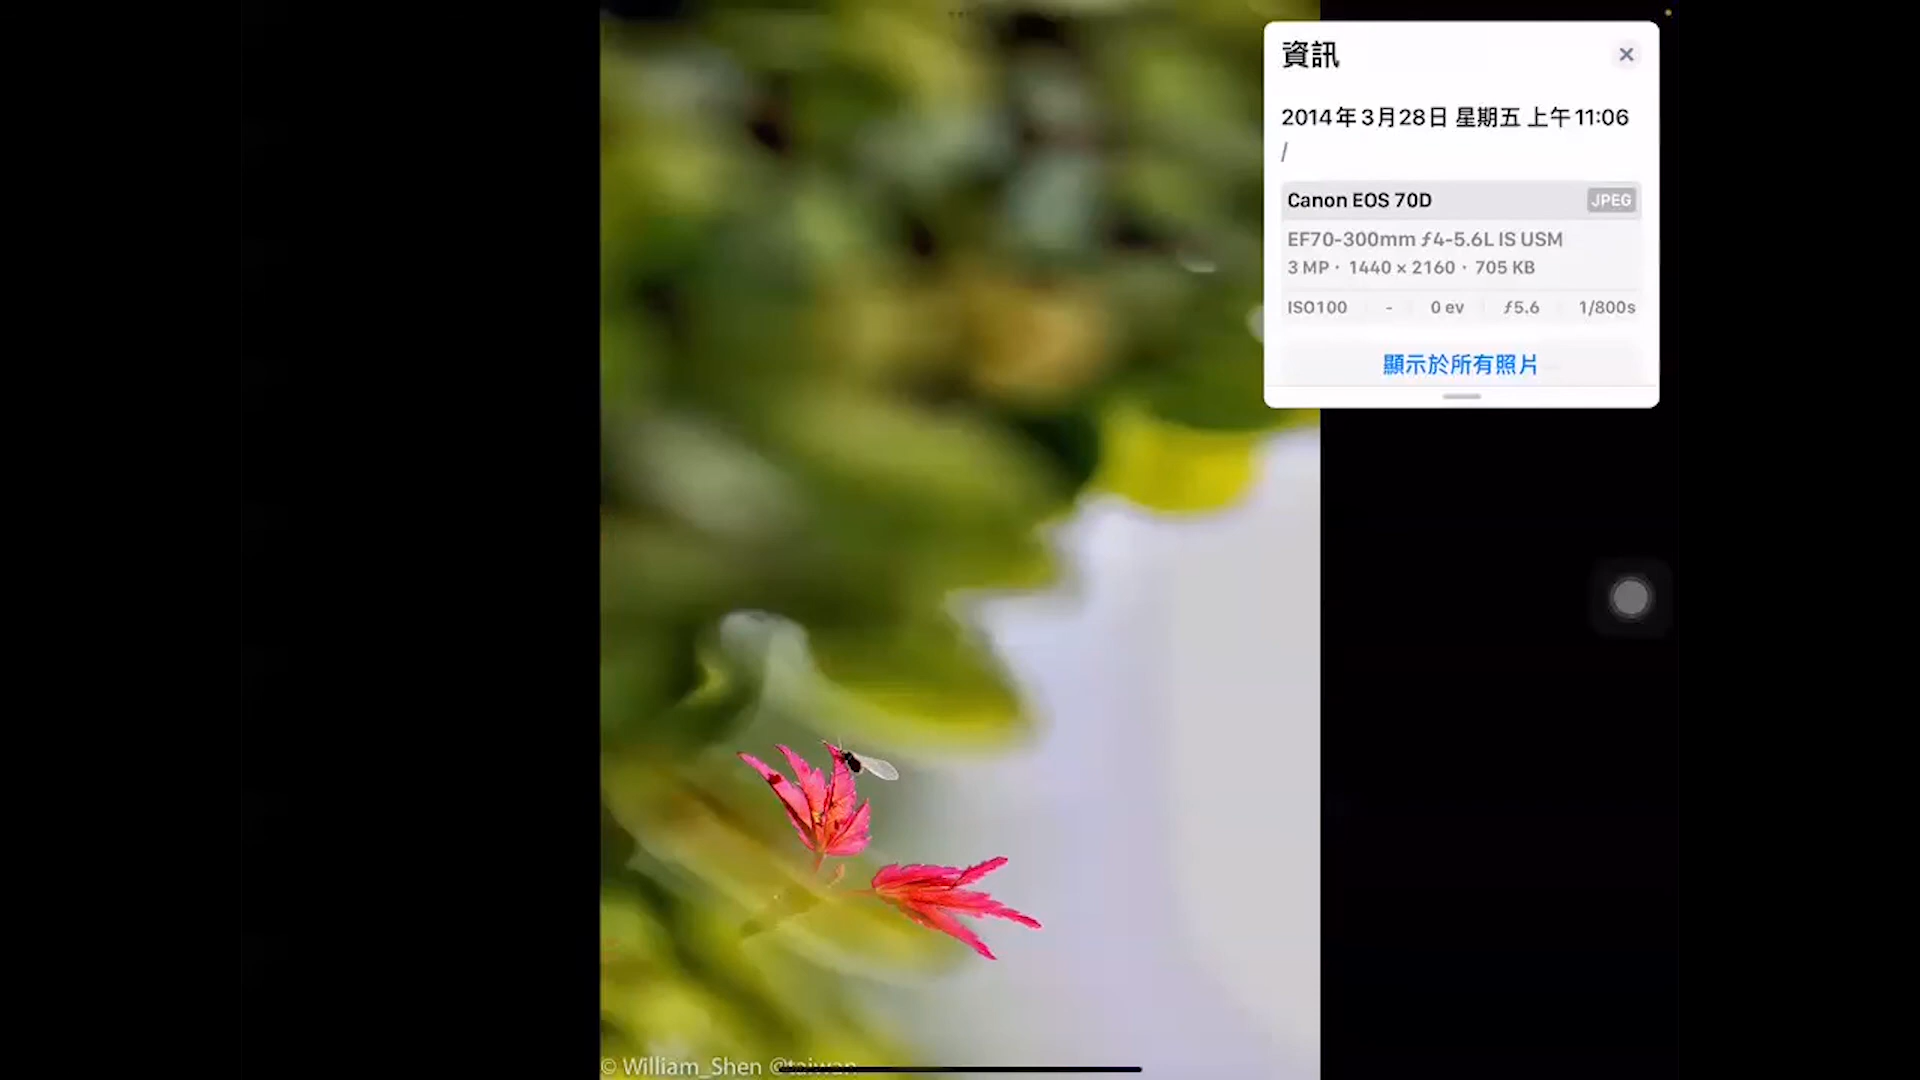 資訊
2014年3月28日 星期五 上午11:06
/
Canon EOS 70D JPEG
EF70-300mm ƒ4-5.6L IS USM
3 MP · 1440 × 2160 · 705 KB
ISO100 - 0 ev ƒ5.6 1/800s
顯示於所有照片
© William_Shen @taiwan